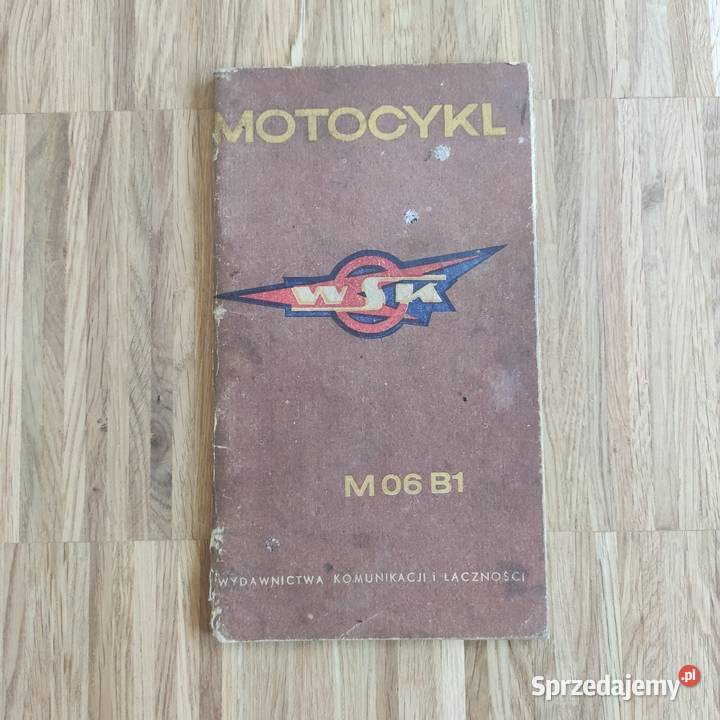 MOTOCYKL
WSK
M 06 B1
WYDAWNICTWA KOMUNIKACJI I ŁĄCZNOŚCI
Sprzedajemy.pl